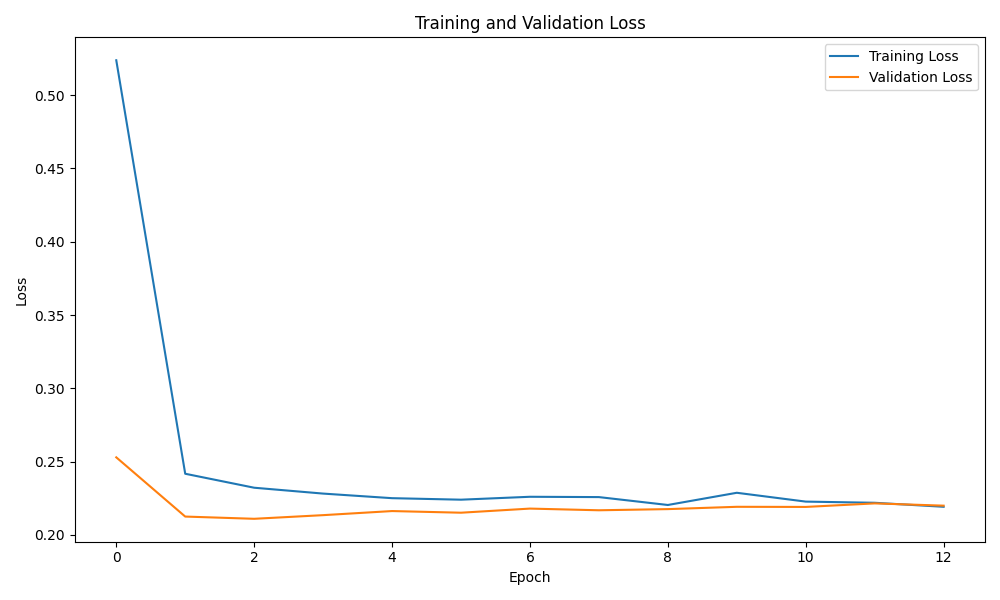 Training and Validation Loss
Training Loss
Validation Loss
0.50
0.45
0.40
0.35
0.30
0.25
0.20
Loss
0 2 4 6 8 10 12
Epoch